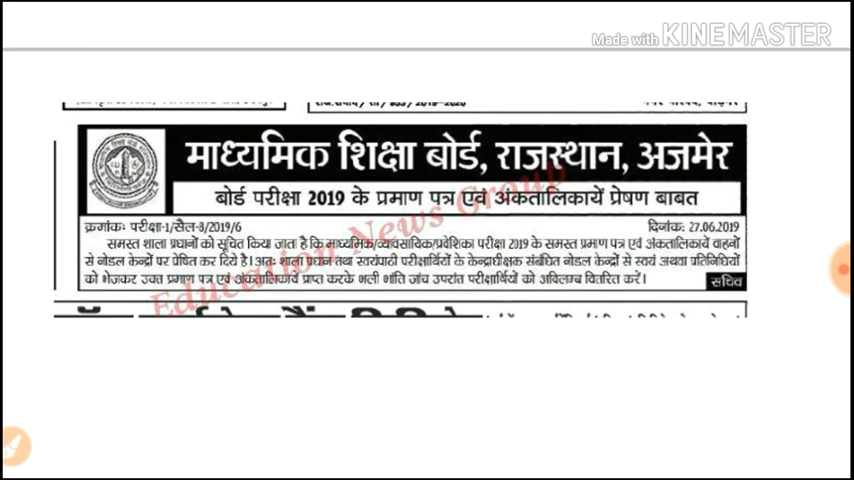 Made with KINEMASTER
माध्यमिक शिक्षा बोर्ड, राजस्थान, अजमेर
बोर्ड परीक्षा 2019 के प्रमाण पत्र एवं अंकतालिकायें प्रेषण बाबत
क्रमांकः परीक्षा-1/सैल-3/2019/6 दिनांक: 27.06.2019
समस्त शाला प्रधानों को सूचित किया जाता है कि माध्यमिक/व्यावसायिक/प्रवेशिका परीक्षा 2019 के समस्त प्रमाण पत्र एवं अंकतालिकायें वाहनों
से नोडल केन्द्रों पर प्रेषित कर दिये है। अतः शाला प्रधान तथा स्वयंपाठी परीक्षार्थियों के केन्द्राधीक्षक संबंधित नोडल केन्द्रों से स्वयं अथवा प्रतिनिधियों
को भेजकर उक्त प्रमाण पत्र एवं अंकतालिकायें प्राप्त करके भली भांति जांच उपरांत परीक्षार्थियों को अविलम्ब वितरित करें। सचिव
Education News Group